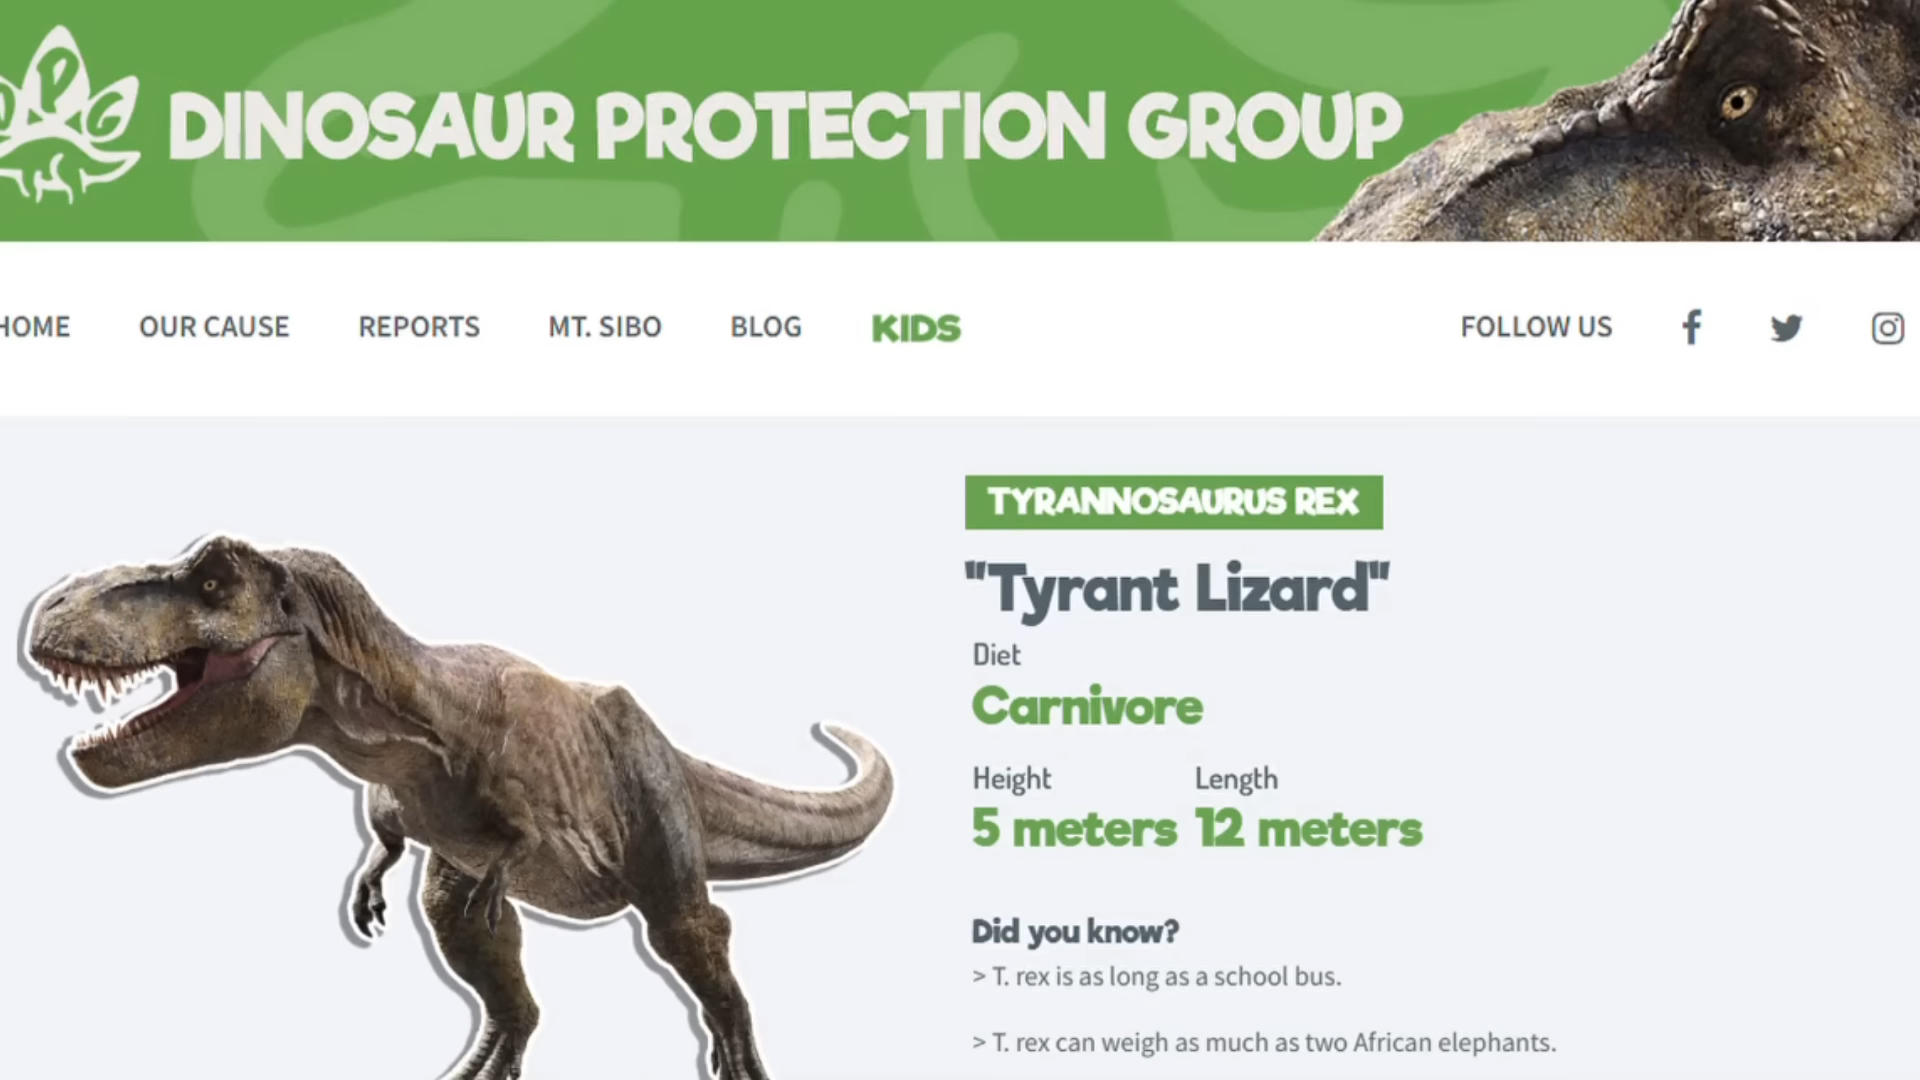 DPG
DINOSAUR PROTECTION GROUP
HOME OUR CAUSE REPORTS MT. SIBO BLOG KIDS FOLLOW US
TYRANNOSAURUS REX
"Tyrant Lizard"
Diet
Carnivore
Height Length
5 meters 12 meters
Did you know?
> T. rex is as long as a school bus.
> T. rex can weigh as much as two African elephants.